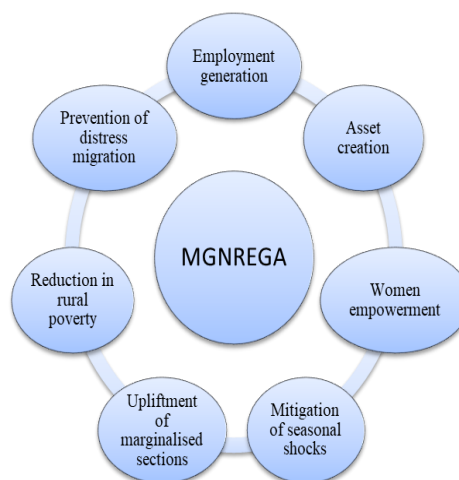 Employment
generation
Asset
creation
Women
empowerment
Mitigation
of seasonal
shocks
Upliftment
of
marginalised
sections
Reduction in
rural
poverty
Prevention of
distress
migration
MGNREGA